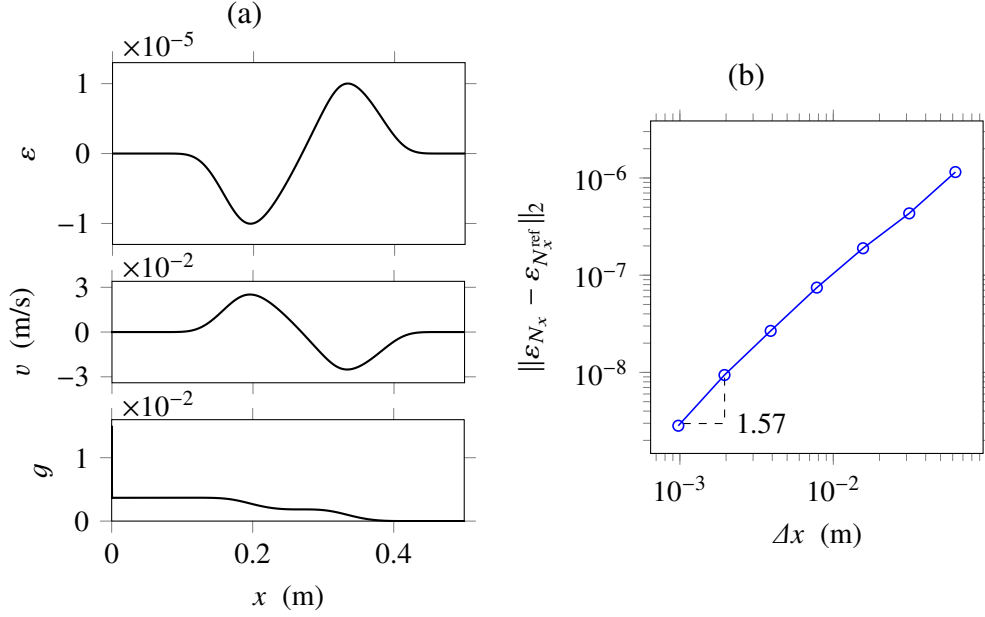 (a)
×10⁻⁵
1
0
−1
ε
×10⁻²
3
0
−3
v (m/s)
×10⁻²
1
0
g
0
0.2
0.4
x (m)
(b)
10⁻⁶
10⁻⁷
10⁻⁸
||ε_{N_x} − ε_{N_x^{ref}}||₂
1.57
10⁻³
10⁻²
Δx (m)